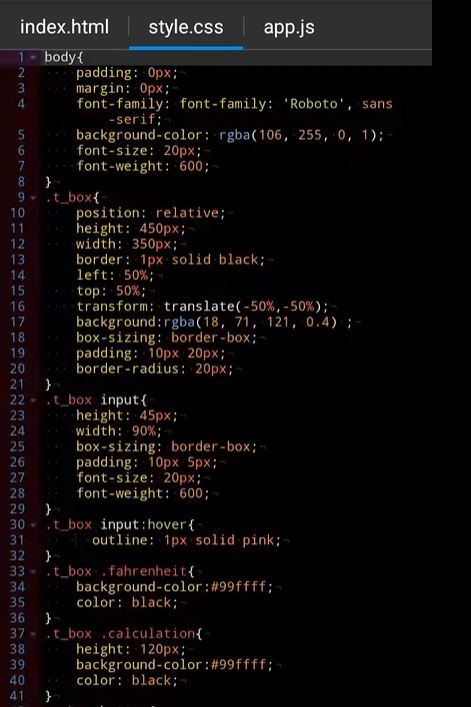 index.html style.css app.js
1 body{
2 padding: 0px;
3 margin: 0px;
4 font-family: font-family: 'Roboto', sans
-serif;
5 background-color: rgba(106, 255, 0, 1);
6 font-size: 20px;
7 font-weight: 600;
8 }
9 .t_box{
10 position: relative;
11 height: 450px;
12 width: 350px;
13 border: 1px solid black;
14 left: 50%;
15 top: 50%;
16 transform: translate(-50%,-50%);
17 background:rgba(18, 71, 121, 0.4) ;
18 box-sizing: border-box;
19 padding: 10px 20px;
20 border-radius: 20px;
21 }
22 .t_box input{
23 height: 45px;
24 width: 90%;
25 box-sizing: border-box;
26 padding: 10px 5px;
27 font-size: 20px;
28 font-weight: 600;
29 }
30 .t_box input:hover{
31 outline: 1px solid pink;
32 }
33 .t_box .fahrenheit{
34 background-color:#99ffff;
35 color: black;
36 }
37 .t_box .calculation{
38 height: 120px;
39 background-color:#99ffff;
40 color: black;
41 }